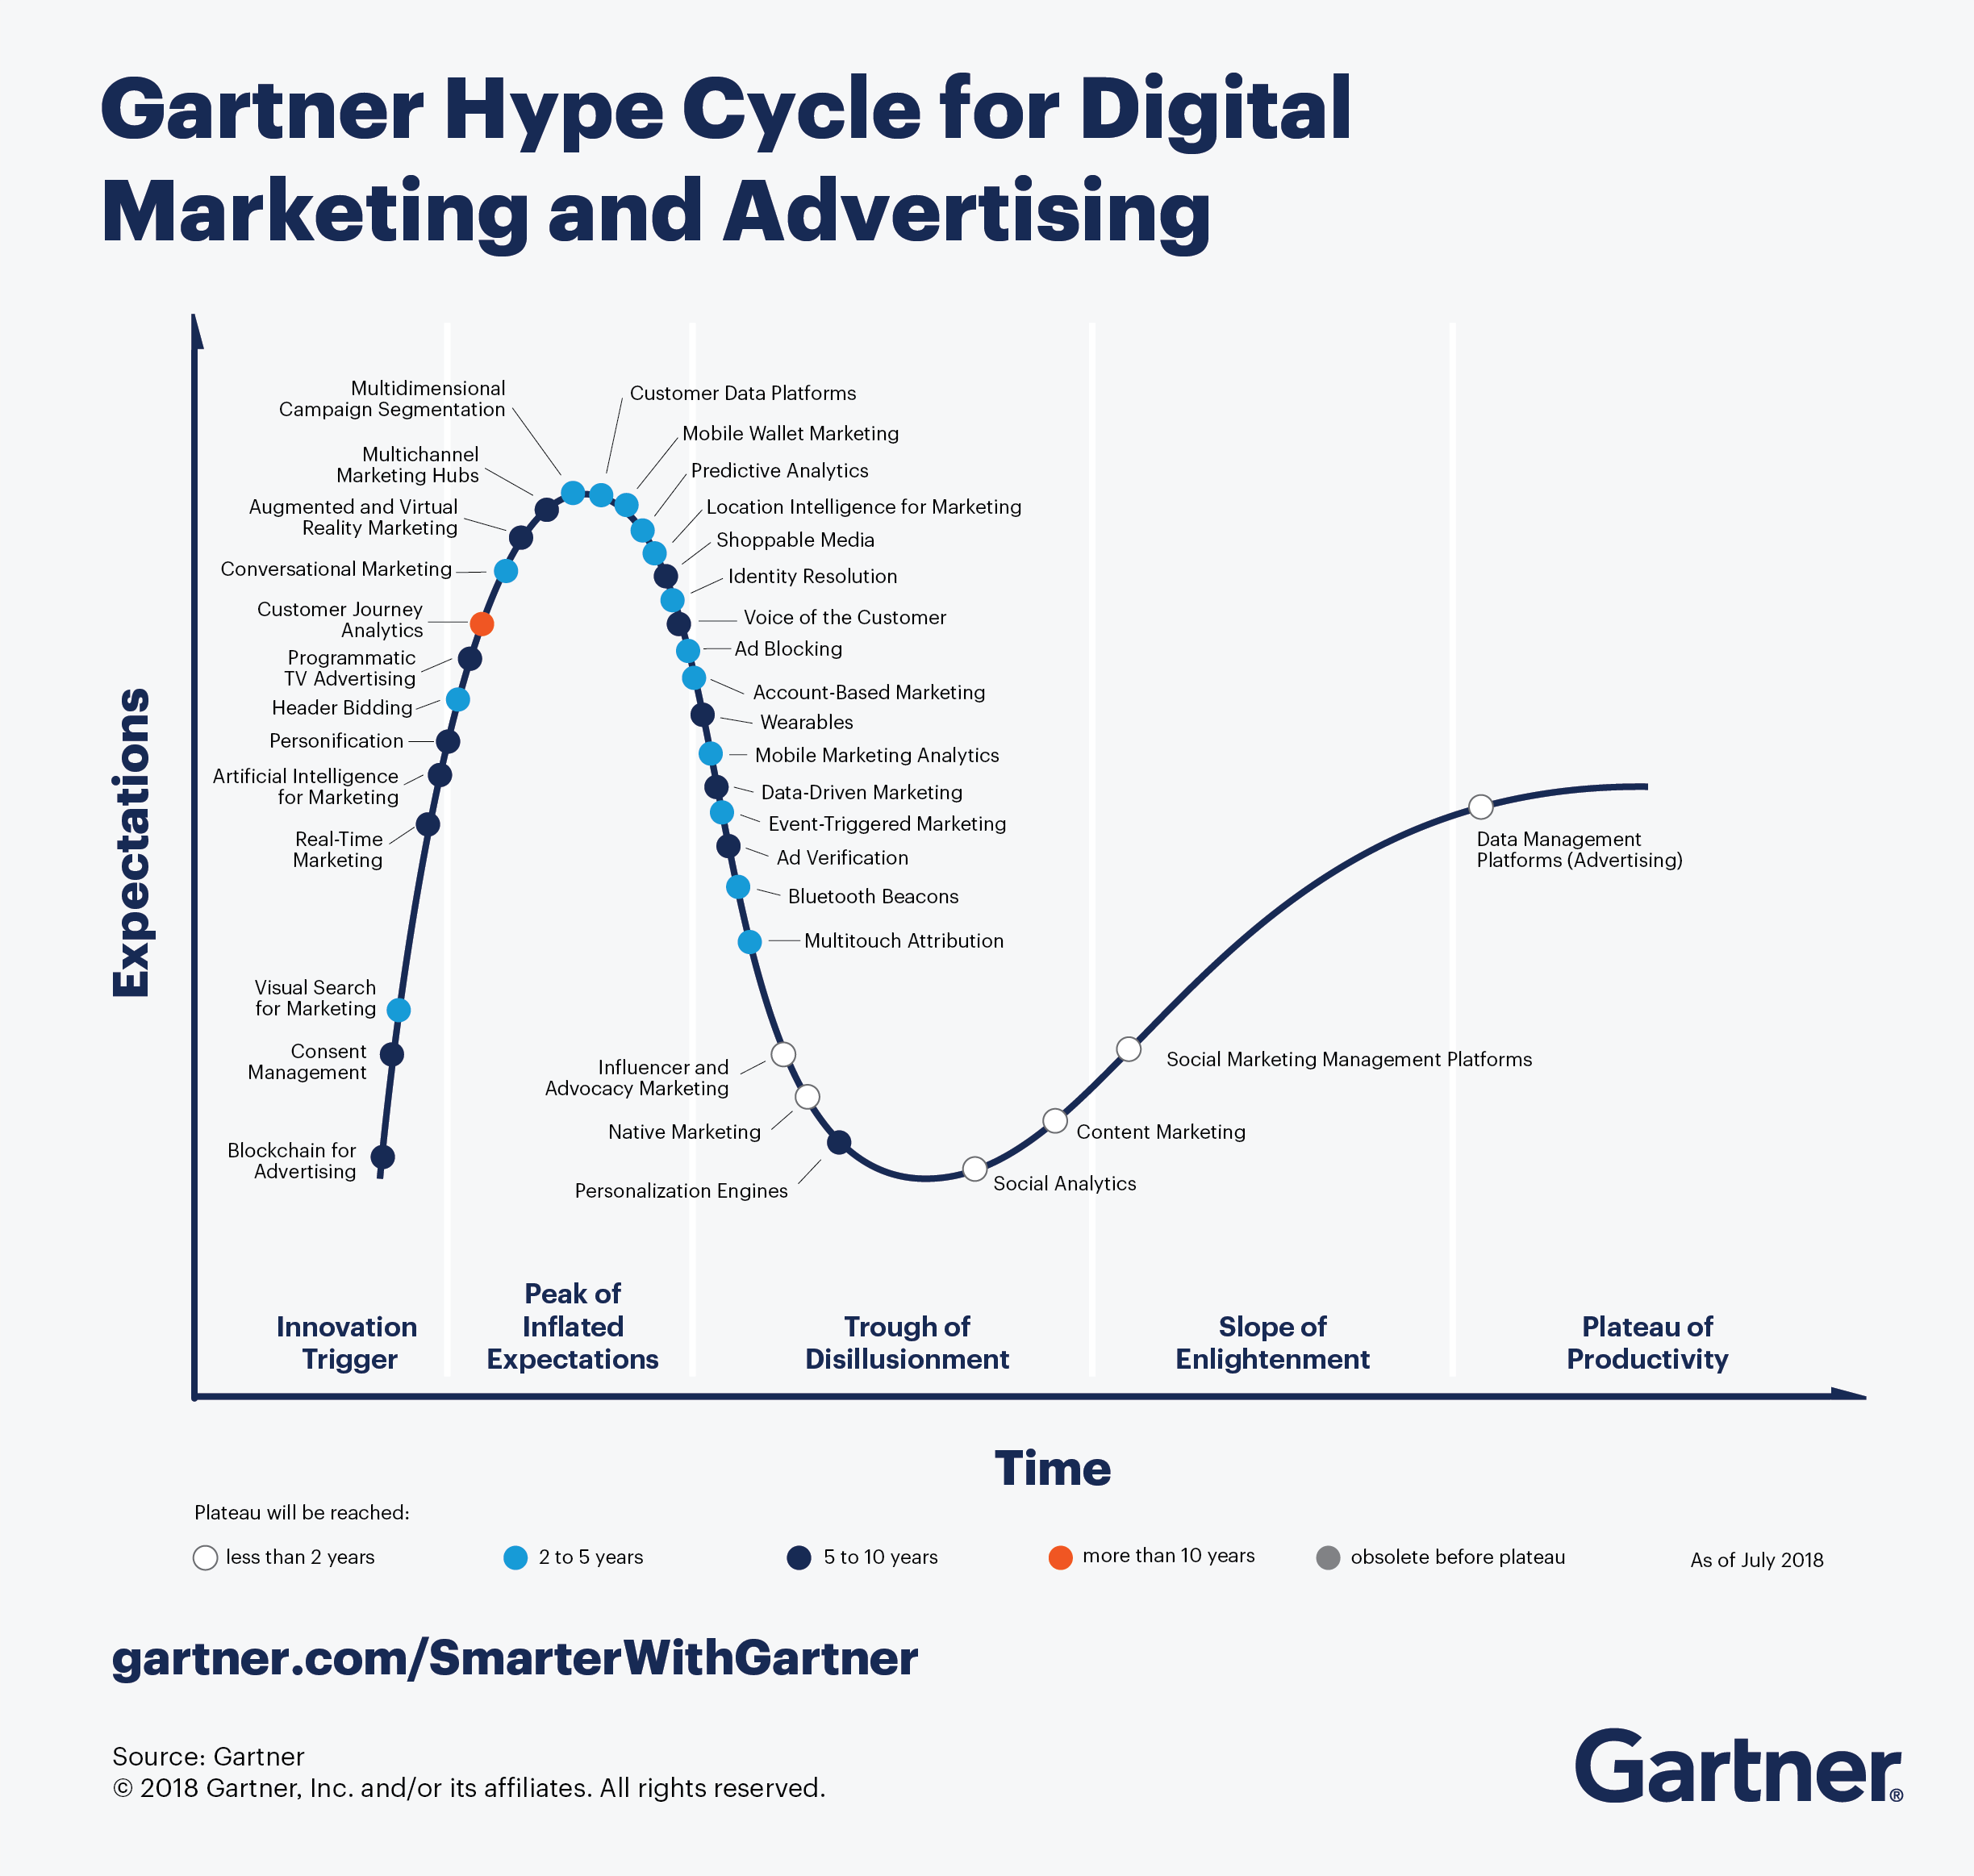 Gartner Hype Cycle for Digital
Marketing and Advertising
Expectations
Multidimensional
Campaign Segmentation
Multichannel
Marketing Hubs
Augmented and Virtual
Reality Marketing
Conversational Marketing
Customer Journey
Analytics
Programmatic
TV Advertising
Header Bidding
Personification
Artificial Intelligence
for Marketing
Real-Time
Marketing
Visual Search
for Marketing
Consent
Management
Blockchain for
Advertising
Customer Data Platforms
Mobile Wallet Marketing
Predictive Analytics
Location Intelligence for Marketing
Shoppable Media
Identity Resolution
Voice of the Customer
Ad Blocking
Account-Based Marketing
Wearables
Mobile Marketing Analytics
Data-Driven Marketing
Event-Triggered Marketing
Ad Verification
Bluetooth Beacons
Multitouch Attribution
Influencer and
Advocacy Marketing
Native Marketing
Personalization Engines
Social Analytics
Content Marketing
Social Marketing Management Platforms
Data Management
Platforms (Advertising)
Innovation
Trigger
Peak of
Inflated
Expectations
Trough of
Disillusionment
Slope of
Enlightenment
Plateau of
Productivity
Time
Plateau will be reached:
less than 2 years
2 to 5 years
5 to 10 years
more than 10 years
obsolete before plateau
As of July 2018
gartner.com/SmarterWithGartner
Source: Gartner
© 2018 Gartner, Inc. and/or its affiliates. All rights reserved.
Gartner®